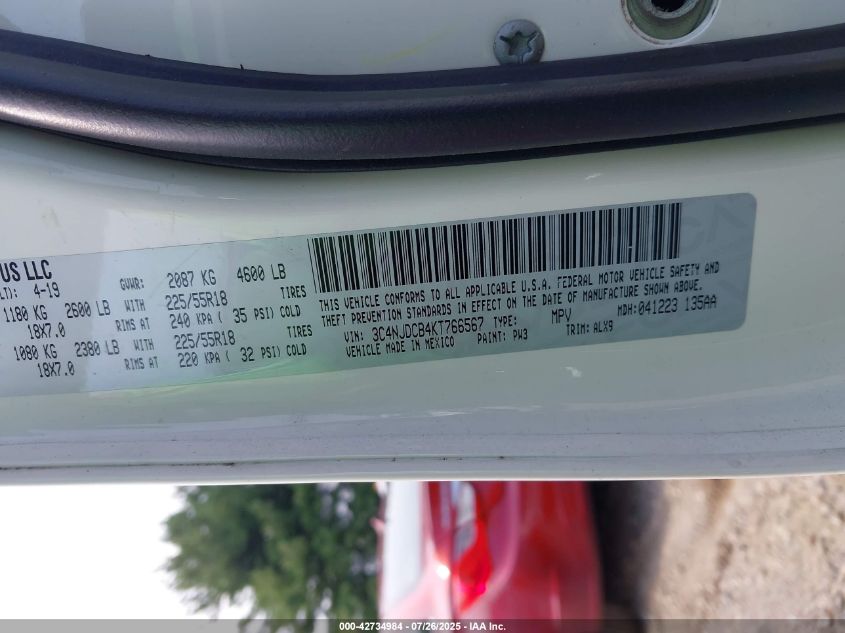 US LLC
LT): 4-19 GVWR: 2087 KG 4600 LB
1180 KG 2600 LB WITH 225/55R18 TIRES
18X7.0 RIMS AT 240 KPA ( 35 PSI) COLD
1080 KG 2380 LB WITH 225/55R18 TIRES
18X7.0 RIMS AT 220 KPA ( 32 PSI) COLD
THIS VEHICLE CONFORMS TO ALL APPLICABLE U.S.A. FEDERAL MOTOR VEHICLE SAFETY AND
THEFT PREVENTION STANDARDS IN EFFECT ON THE DATE OF MANUFACTURE SHOWN ABOVE.
VIN: 3C4NJDCB4KT766567 TYPE: MPV MDH: 041223 135AA
VEHICLE MADE IN MEXICO PAINT: PW3 TRIM: ALX9
000-42734984 - 07/26/2025 - IAA Inc.